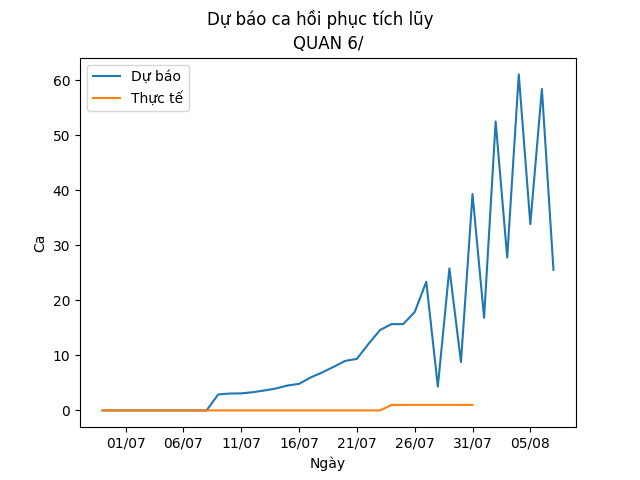 Dự báo ca hồi phục tích lũy
QUAN 6/
Dự báo
Thực tế
60
50
40
30
20
10
0
Ca
01/07 06/07 11/07 16/07 21/07 26/07 31/07 05/08
Ngày